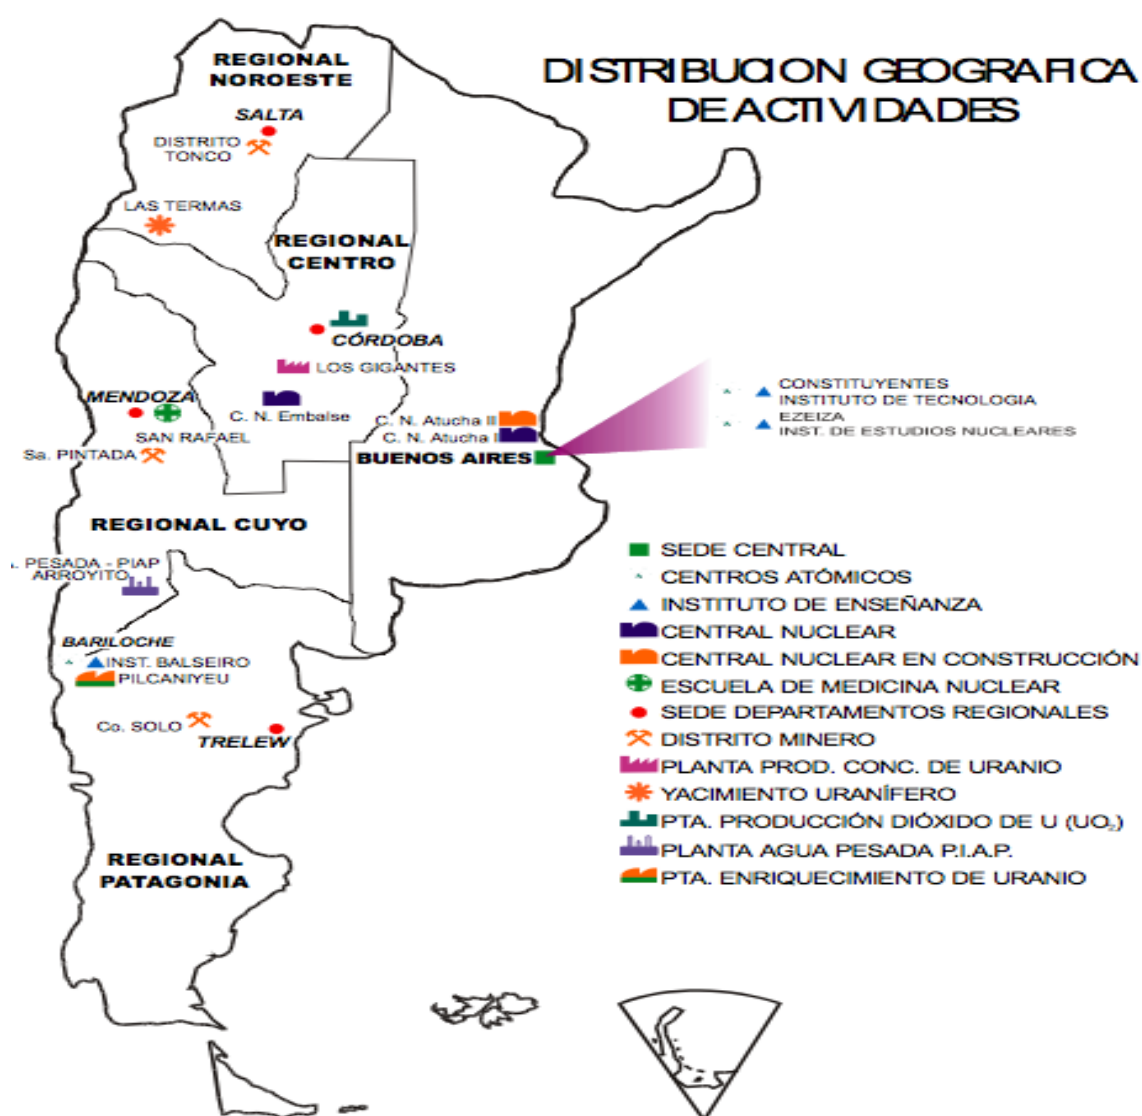 DISTRIBUCION GEOGRAFICA
DE ACTIVIDADES
REGIONAL
NOROESTE
SALTA
DISTRITO
TONCO
LAS TERMAS
REGIONAL
CENTRO
CÓRDOBA
LOS GIGANTES
MENDOZA
C. N. Embalse
SAN RAFAEL
C. N. Atucha II
C. N. Atucha I
Sa. PINTADA
BUENOS AIRES
CONSTITUYENTES
INSTITUTO DE TECNOLOGIA
EZEIZA
INST. DE ESTUDIOS NUCLEARES
REGIONAL CUYO
. PESADA - PIAP
ARROYITO
BARILOCHE
INST. BALSEIRO
PILCANIYEU
Co. SOLO
TRELEW
REGIONAL
PATAGONIA
SEDE CENTRAL
CENTROS ATÓMICOS
INSTITUTO DE ENSEÑANZA
CENTRAL NUCLEAR
CENTRAL NUCLEAR EN CONSTRUCCIÓN
ESCUELA DE MEDICINA NUCLEAR
SEDE DEPARTAMENTOS REGIONALES
DISTRITO MINERO
PLANTA PROD. CONC. DE URANIO
YACIMIENTO URANÍFERO
PTA. PRODUCCIÓN DIÓXIDO DE U (UO₂)
PLANTA AGUA PESADA P.I.A.P.
PTA. ENRIQUECIMIENTO DE URANIO